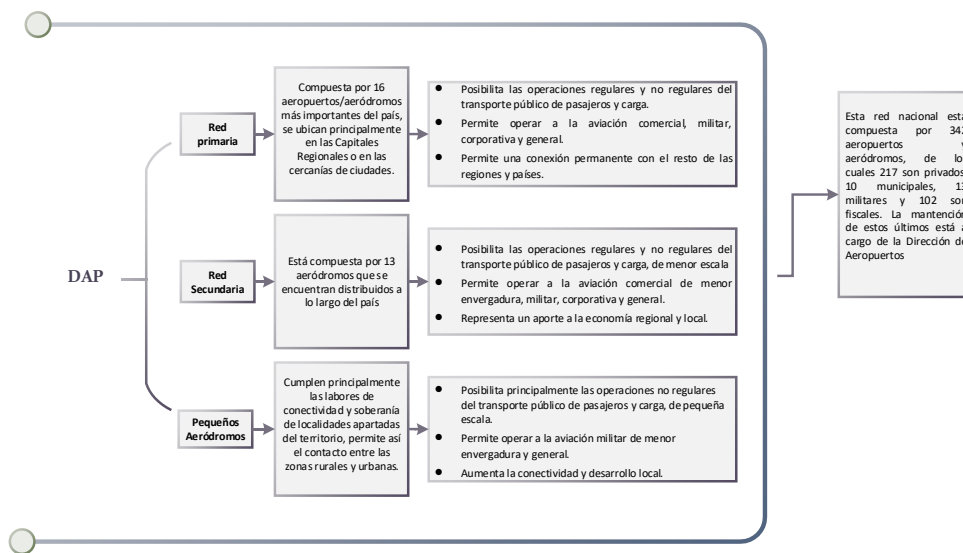 DAP
Red
primaria
Compuesta por 16
aeropuertos/aeródromos
más importantes del país,
se ubican principalmente
en las Capitales
Regionales o en las
cercanías de ciudades.
● Posibilita las operaciones regulares y no regulares del
transporte público de pasajeros y carga.
● Permite operar a la aviación comercial, militar,
corporativa y general.
● Permite una conexión permanente con el resto de las
regiones y países.
Red
Secundaria
Está compuesta por 13
aeródromos que se
encuentran distribuidos a
lo largo del país
● Posibilita las operaciones regulares y no regulares del
transporte público de pasajeros y carga, de menor escala
● Permite operar a la aviación comercial de menor
envergadura, militar, corporativa y general.
● Representa un aporte a la economía regional y local.
Pequeños
Aeródromos
Cumplen principalmente
las labores de
conectividad y soberanía
de localidades apartadas
del territorio, permite así
el contacto entre las
zonas rurales y urbanas.
● Posibilita principalmente las operaciones no regulares
del transporte público de pasajeros y carga, de pequeña
escala.
● Permite operar a la aviación militar de menor
envergadura y general.
● Aumenta la conectividad y desarrollo local.
Esta red nacional está
compuesta por 342
aeropuertos y
aeródromos, de lo
cuales 217 son privados
10 municipales, 13
militares y 102 son
fiscales. La mantención
de estos últimos está a
cargo de la Dirección de
Aeropuertos